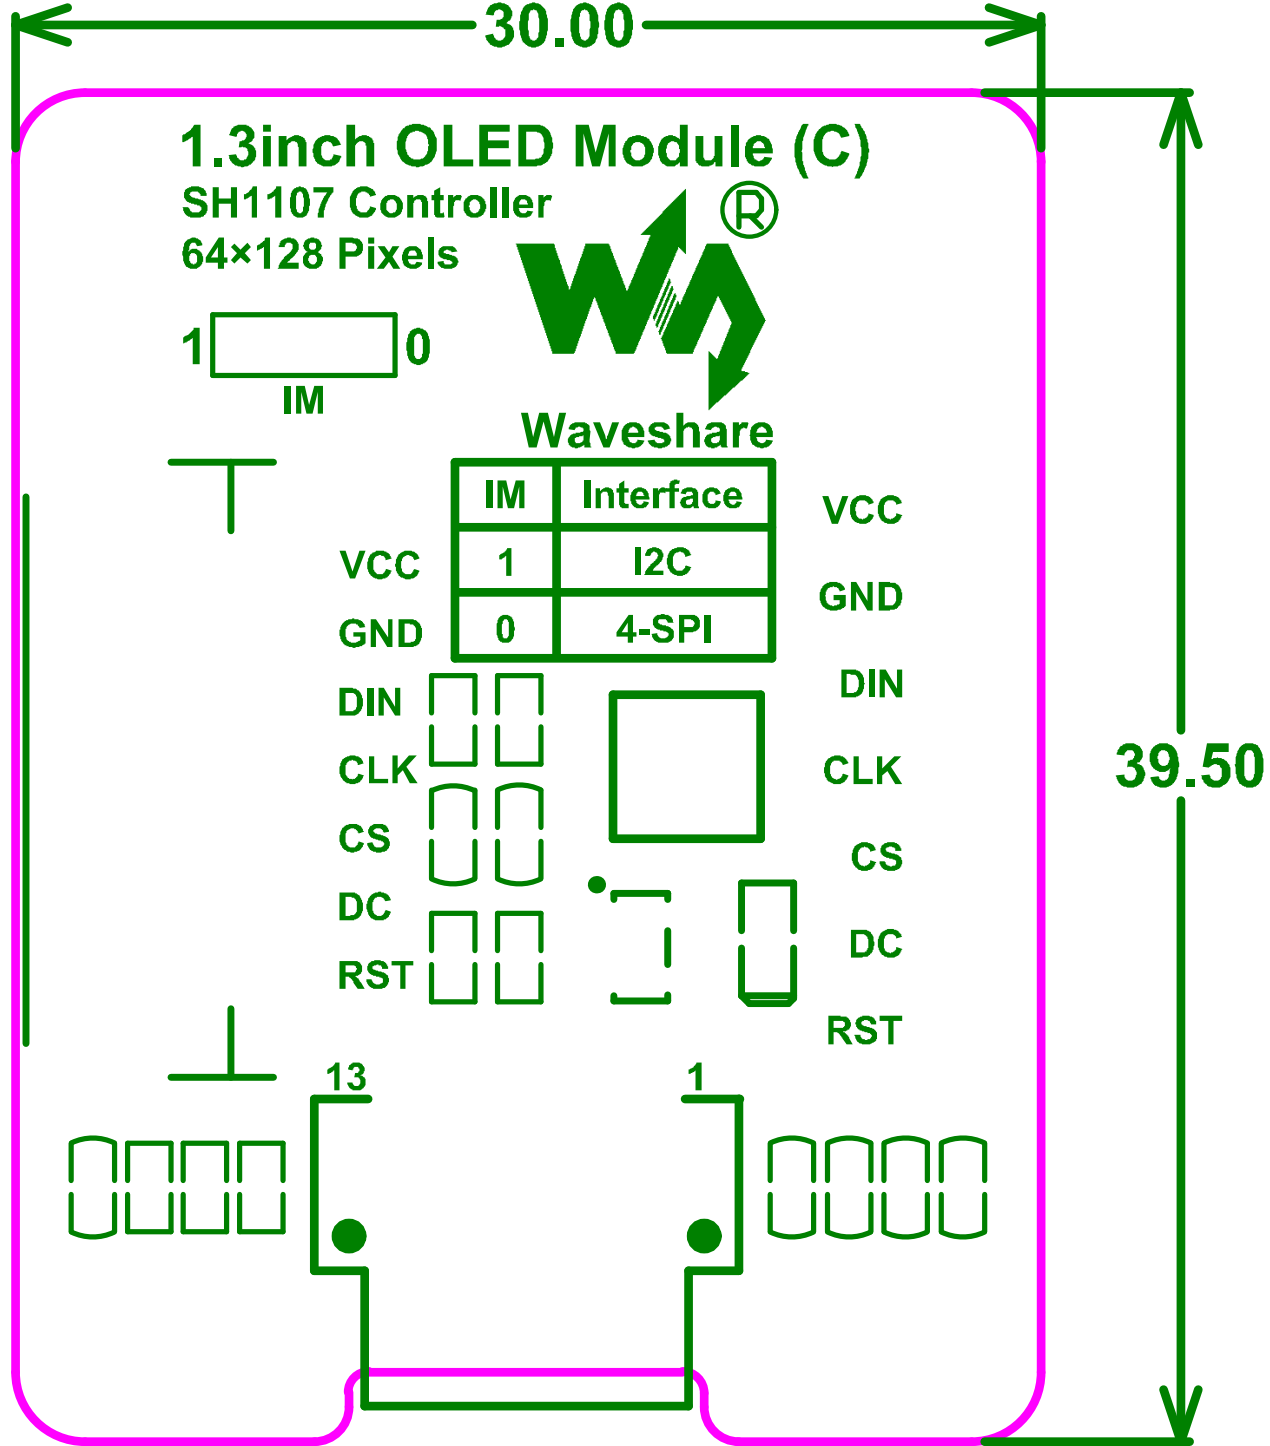 30.00
1.3inch OLED Module (C)
SH1107 Controller
64×128 Pixels
®
1 0
IM
Waveshare
IM Interface
1 I2C
0 4-SPI
VCC
GND
DIN
CLK
CS
DC
RST
VCC
GND
DIN
CLK
CS
DC
RST
39.50
13 1